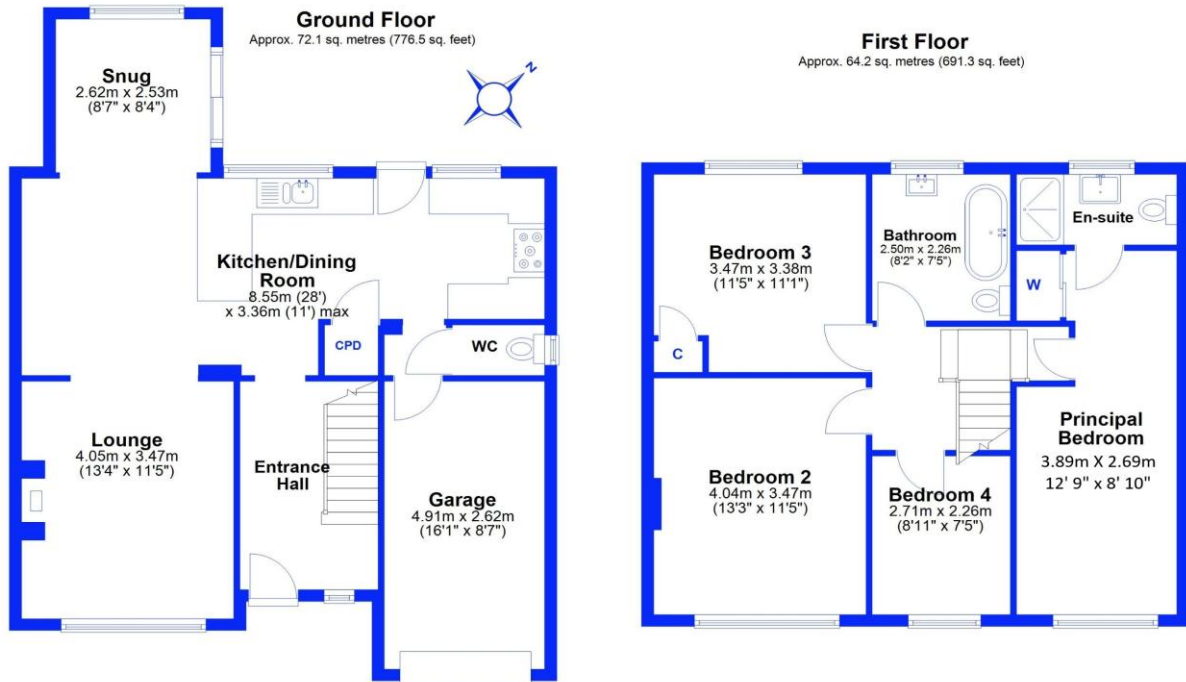 Ground Floor
Approx. 72.1 sq. metres (776.5 sq. feet)
N
Snug
2.62m x 2.53m
(8'7" x 8'4")
Kitchen/Dining
Room
8.55m (28')
x 3.36m (11') max
CPD
WC
Lounge
4.05m x 3.47m
(13'4" x 11'5")
Entrance
Hall
Garage
4.91m x 2.62m
(16'1" x 8'7")
First Floor
Approx. 64.2 sq. metres (691.3 sq. feet)
Bedroom 3
3.47m x 3.38m
(11'5" x 11'1")
Bathroom
2.50m x 2.26m
(8'2" x 7'5")
En-suite
W
C
Bedroom 2
4.04m x 3.47m
(13'3" x 11'5")
Bedroom 4
2.71m x 2.26m
(8'11" x 7'5")
Principal
Bedroom
3.89m X 2.69m
12' 9" x 8' 10"